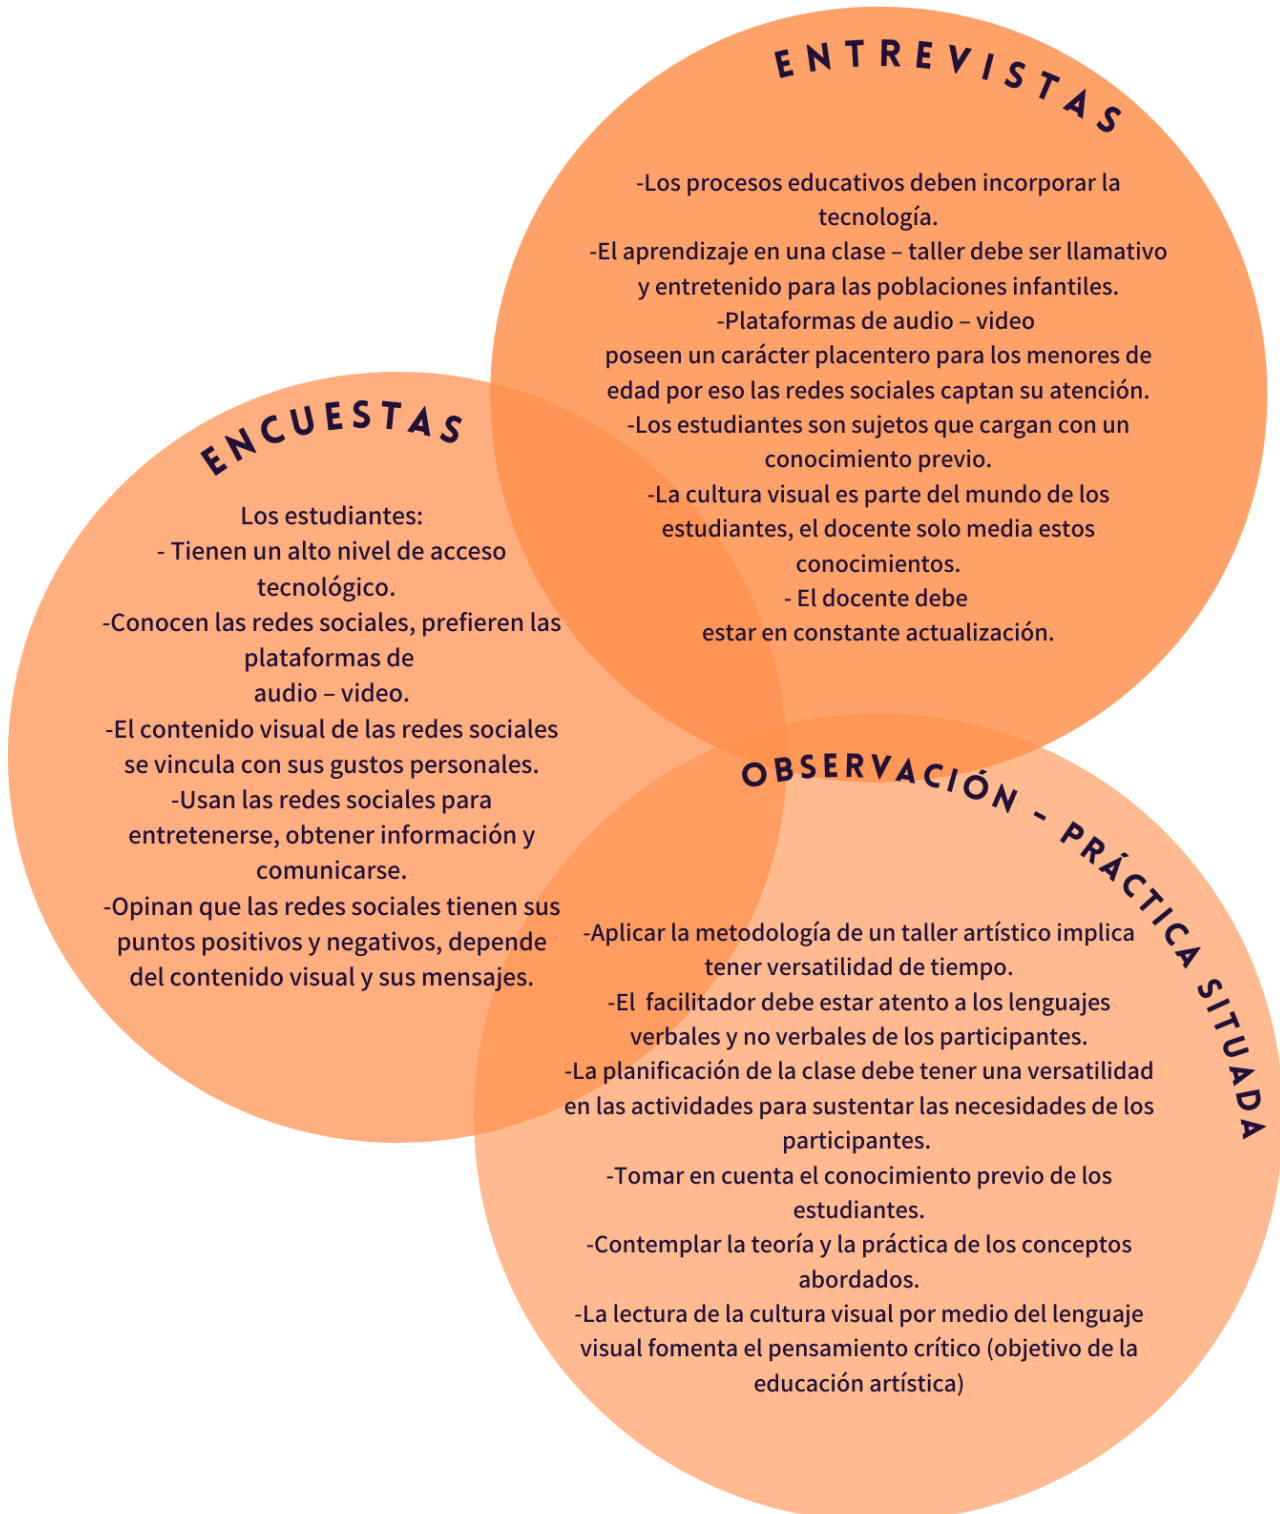 ENTREVISTAS
-Los procesos educativos deben incorporar la
tecnología.
-El aprendizaje en una clase – taller debe ser llamativo
y entretenido para las poblaciones infantiles.
-Plataformas de audio – video
poseen un carácter placentero para los menores de
edad por eso las redes sociales captan su atención.
-Los estudiantes son sujetos que cargan con un
conocimiento previo.
-La cultura visual es parte del mundo de los
estudiantes, el docente solo media estos
conocimientos.
- El docente debe
estar en constante actualización.
ENCUESTAS
Los estudiantes:
- Tienen un alto nivel de acceso
tecnológico.
-Conocen las redes sociales, prefieren las
plataformas de
audio – video.
-El contenido visual de las redes sociales
se vincula con sus gustos personales.
-Usan las redes sociales para
entretenerse, obtener información y
comunicarse.
-Opinan que las redes sociales tienen sus
puntos positivos y negativos, depende
del contenido visual y sus mensajes.
OBSERVACIÓN - PRÁCTICA SITUADA
-Aplicar la metodología de un taller artístico implica
tener versatilidad de tiempo.
-El facilitador debe estar atento a los lenguajes
verbales y no verbales de los participantes.
-La planificación de la clase debe tener una versatilidad
en las actividades para sustentar las necesidades de los
participantes.
-Tomar en cuenta el conocimiento previo de los
estudiantes.
-Contemplar la teoría y la práctica de los conceptos
abordados.
-La lectura de la cultura visual por medio del lenguaje
visual fomenta el pensamiento crítico (objetivo de la
educación artística)